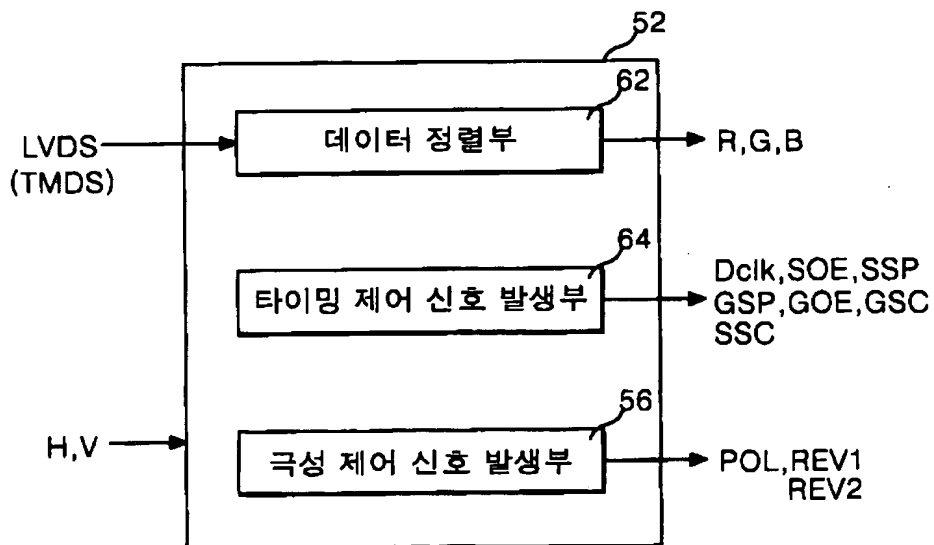 52
62
LVDS
(TMDS)
데이터 정렬부
R,G,B
64
타이밍 제어 신호 발생부
Dclk,SOE,SSP
GSP,GOE,GSC
SSC
56
H,V
극성 제어 신호 발생부
POL,REV1
REV2